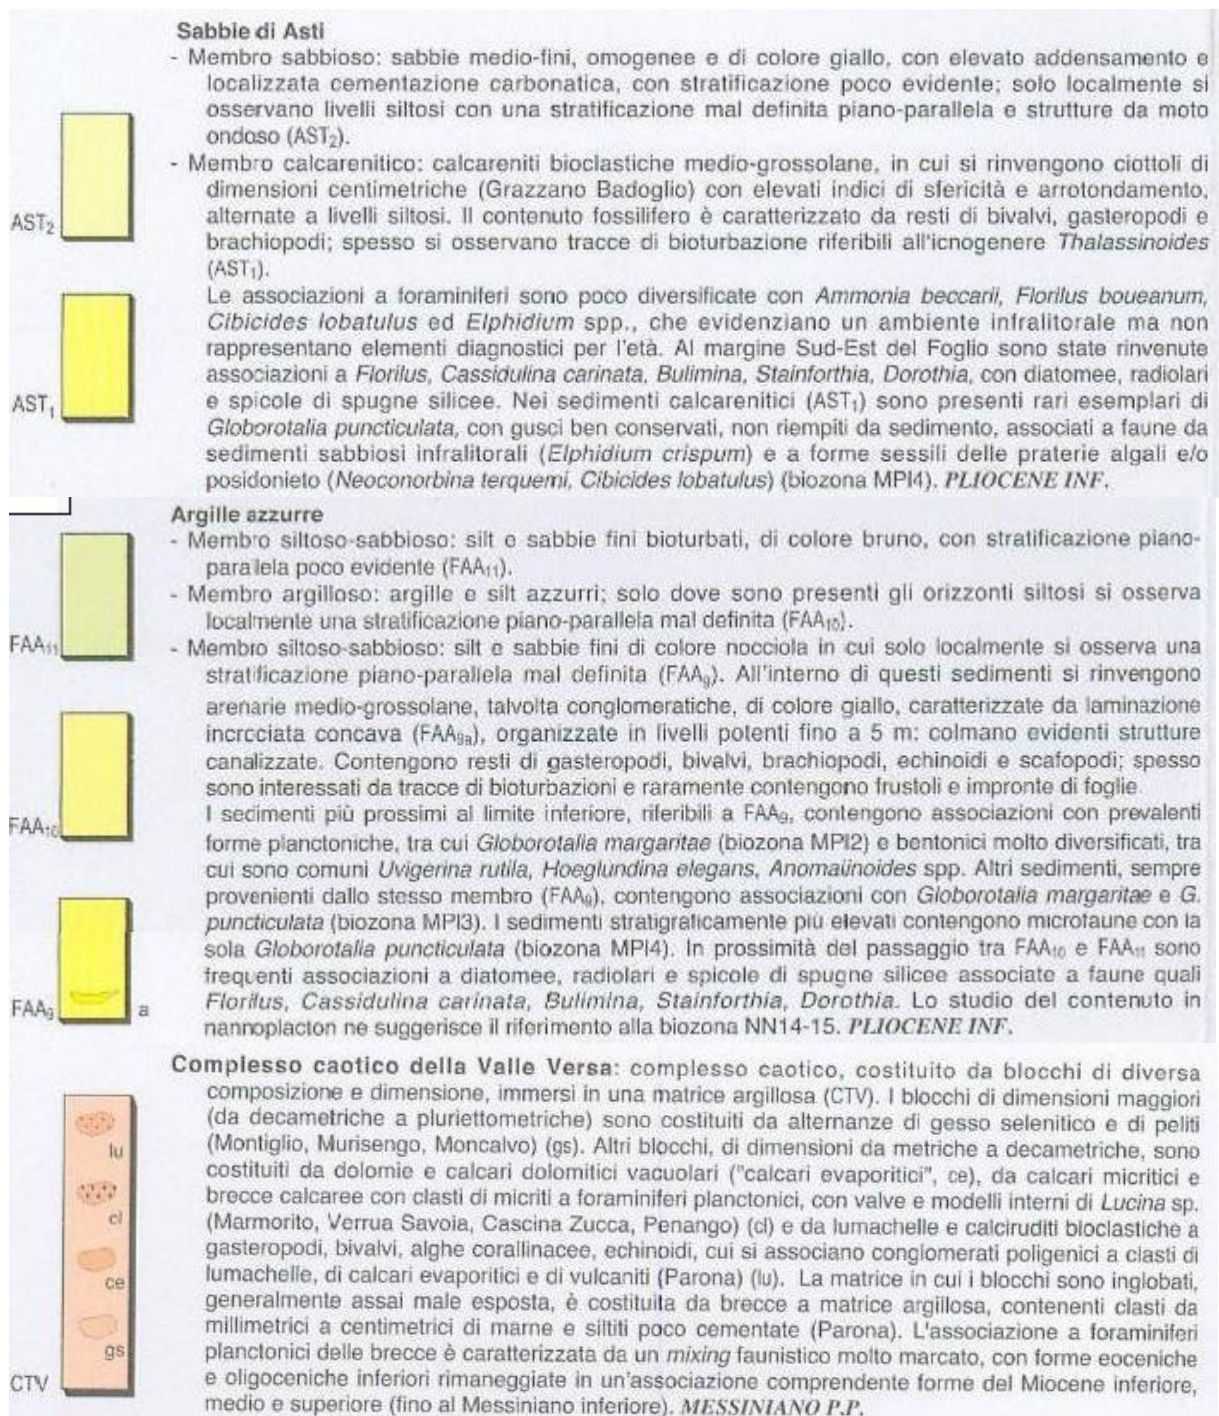 Sabbie di Asti
- Membro sabbioso: sabbie medio-fini, omogenee e di colore giallo, con elevato addensamento e
localizzata cementazione carbonatica, con stratificazione poco evidente; solo localmente si
osservano livelli siltosi con una stratificazione mal definita piano-parallela e strutture da moto
ondoso (AST₂).
- Membro calcarenitico: calcareniti bioclastiche medio-grossolane, in cui si rinvengono ciottoli di
dimensioni centimetriche (Grazzano Badoglio) con elevati indici di sfericità e arrotondamento,
AST₂
alternate a livelli siltosi. Il contenuto fossilifero è caratterizzato da resti di bivalvi, gasteropodi e
brachiopodi; spesso si osservano tracce di bioturbazione riferibili all'icnogenere Thalassinoides
(AST₁).
Le associazioni a foraminiferi sono poco diversificate con Ammonia beccarii, Florilus boueanum,
Cibicides lobatulus ed Elphidium spp., che evidenziano un ambiente infralitorale ma non
rappresentano elementi diagnostici per l'età. Al margine Sud-Est del Foglio sono state rinvenute
associazioni a Florilus, Cassidulina carinata, Bulimina, Stainforthia, Dorothia, con diatomee, radiolari
AST₁
e spicole di spugne silicee. Nei sedimenti calcarenitici (AST₁) sono presenti rari esemplari di
Globorotalia puncticulata, con gusci ben conservati, non riempiti da sedimento, associati a faune da
sedimenti sabbiosi infralitorali (Elphidium crispum) e a forme sessili delle praterie algali e/o
posidonieto (Neoconorbina terquemi, Cibicides lobatulus) (biozona MPl4). PLIOCENE INF.
Argille azzurre
- Membro siltoso-sabbioso: silt e sabbie fini bioturbati, di colore bruno, con stratificazione piano-
parallela poco evidente (FAA₁₁).
- Membro argilloso: argille e silt azzurri; solo dove sono presenti gli orizzonti siltosi si osserva
localmente una stratificazione piano-parallela mal definita (FAA₁₀).
FAA₁₁
- Membro siltoso-sabbioso: silt e sabbie fini di colore nocciola in cui solo localmente si osserva una
stratificazione piano-parallela mal definita (FAA₉). All'interno di questi sedimenti si rinvengono
arenarie medio-grossolane, talvolta conglomeratiche, di colore giallo, caratterizzate da laminazione
incrociata concava (FAA₉ₐ), organizzate in livelli potenti fino a 5 m: colmano evidenti strutture
canalizzate. Contengono resti di gasteropodi, bivalvi, brachiopodi, echinoidi e scafopodi; spesso
sono interessati da tracce di bioturbazioni e raramente contengono frustoli e impronte di foglie.
I sedimenti più prossimi al limite inferiore, riferibili a FAA₉, contengono associazioni con prevalenti
FAA₁₀
forme planctoniche, tra cui Globorotalia margaritae (biozona MPl2) e bentonici molto diversificati, tra
cui sono comuni Uvigerina rutila, Hoeglundina elegans, Anomalinoides spp. Altri sedimenti, sempre
provenienti dallo stesso membro (FAA₉), contengono associazioni con Globorotalia margaritae e G.
puncticulata (biozona MPl3). I sedimenti stratigraficamente più elevati contengono microfaune con la
sola Globorotalia puncticulata (biozona MPl4). In prossimità del passaggio tra FAA₁₀ e FAA₁₁ sono
frequenti associazioni a diatomee, radiolari e spicole di spugne silicee associate a faune quali
Florilus, Cassidulina carinata, Bulimina, Stainforthia, Dorothia. Lo studio del contenuto in
FAA₉ a
nannoplacton ne suggerisce il riferimento alla biozona NN14-15. PLIOCENE INF.
Complesso caotico della Valle Versa: complesso caotico, costituito da blocchi di diversa
composizione e dimensione, immersi in una matrice argillosa (CTV). I blocchi di dimensioni maggiori
(da decametriche a pluriettometriche) sono costituiti da alternanze di gesso selenitico e di peliti
(Montiglio, Murisengo, Moncalvo) (gs). Altri blocchi, di dimensioni da metriche a decametriche, sono
lu
costituiti da dolomie e calcari dolomitici vacuolari ("calcari evaporitici", ce), da calcari micritici e
brecce calcaree con clasti di micriti a foraminiferi planctonici, con valve e modelli interni di Lucina sp.
cl
(Marmorito, Verrua Savoia, Cascina Zucca, Penango) (cl) e da lumachelle e calciruditi bioclastiche a
gasteropodi, bivalvi, alghe corallinacee, echinoidi, cui si associano conglomerati poligenici a clasti di
ce
lumachelle, di calcari evaporitici e di vulcaniti (Parona) (lu). La matrice in cui i blocchi sono inglobati,
generalmente assai male esposta, è costituita da brecce a matrice argillosa, contenenti clasti da
millimetrici a centimetrici di marne e siltiti poco cementate (Parona). L'associazione a foraminiferi
gs
planctonici delle brecce è caratterizzata da un mixing faunistico molto marcato, con forme eoceniche
CTV
e oligoceniche inferiori rimaneggiate in un'associazione comprendente forme del Miocene inferiore,
medio e superiore (fino al Messiniano inferiore). MESSINIANO P.P.